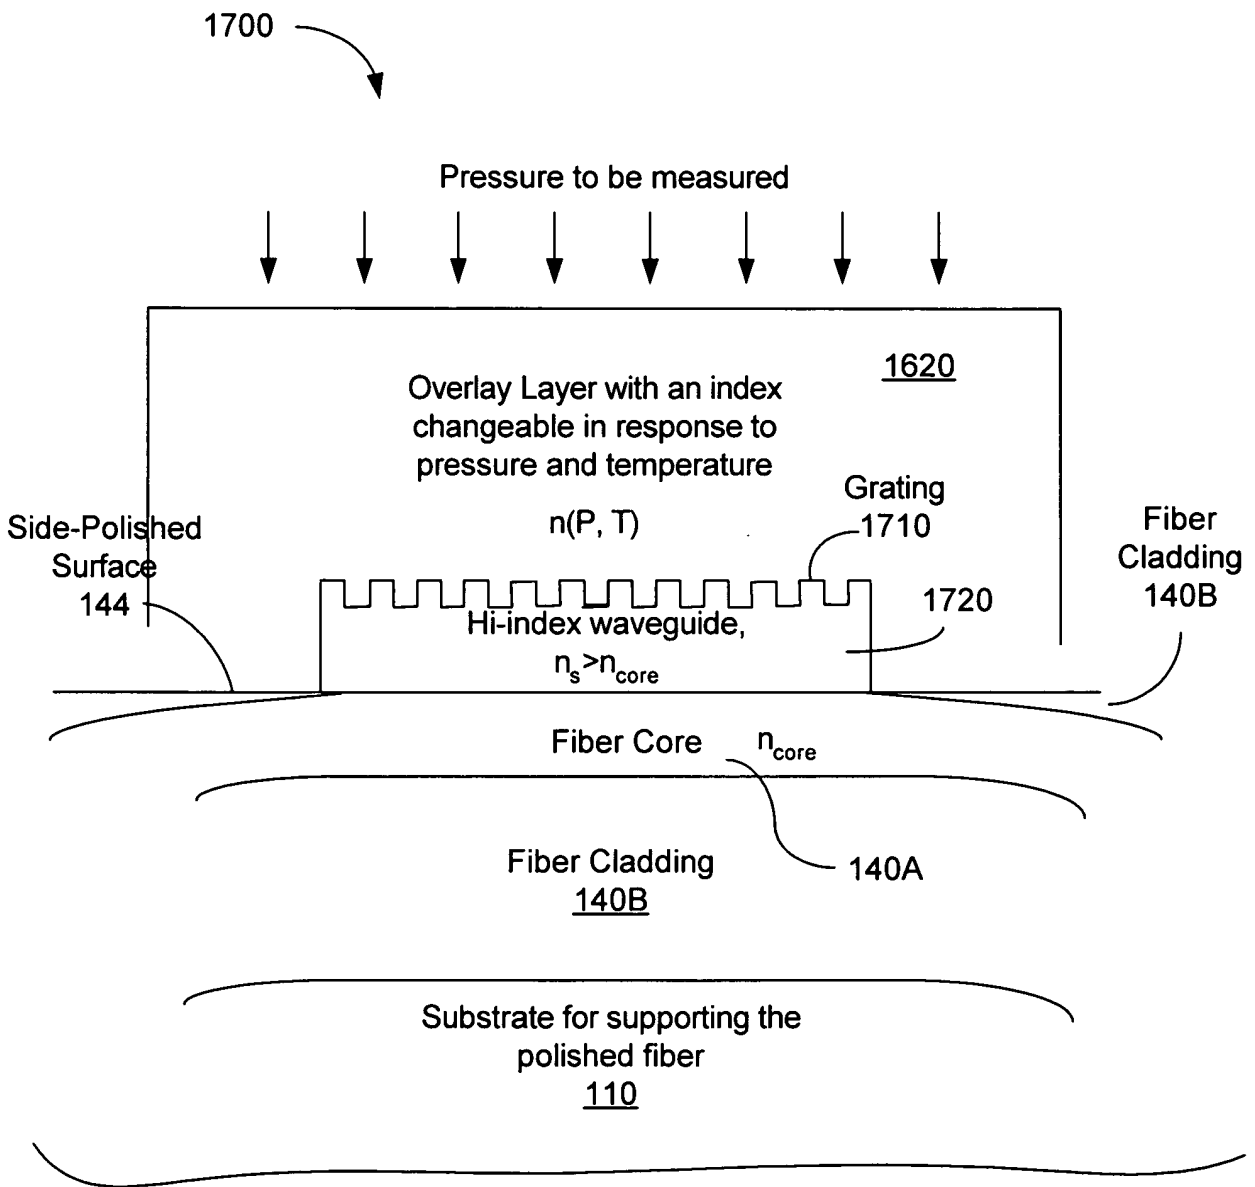 1700
Pressure to be measured
1620
Overlay Layer with an index
changeable in response to
pressure and temperature
n(P, T)
Grating
1710
Side-Polished
Surface
144
Fiber
Cladding
140B
1720
Hi-index waveguide,
nₛ>n_core
Fiber Core n_core
140A
Fiber Cladding
140B
Substrate for supporting the
polished fiber
110